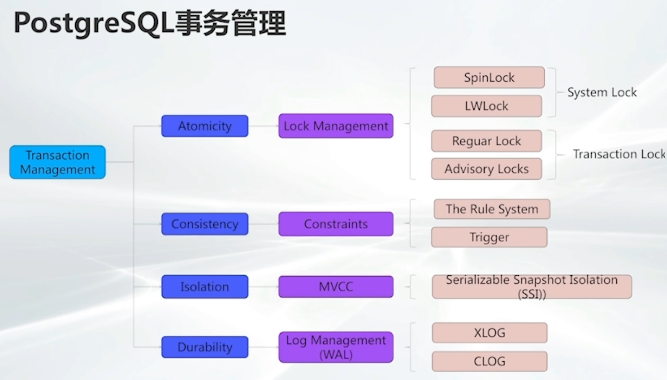 PostgreSQL事务管理
SpinLock
System Lock
LWLock
Atomicity
Lock Management
Reguar Lock
Transaction Lock
Transaction
Management
Advisory Locks
The Rule System
Consistency
Constraints
Trigger
Isolation
MVCC
Serializable Snapshot Isolation
(SSI))
Durability
Log Management
(WAL)
XLOG
CLOG